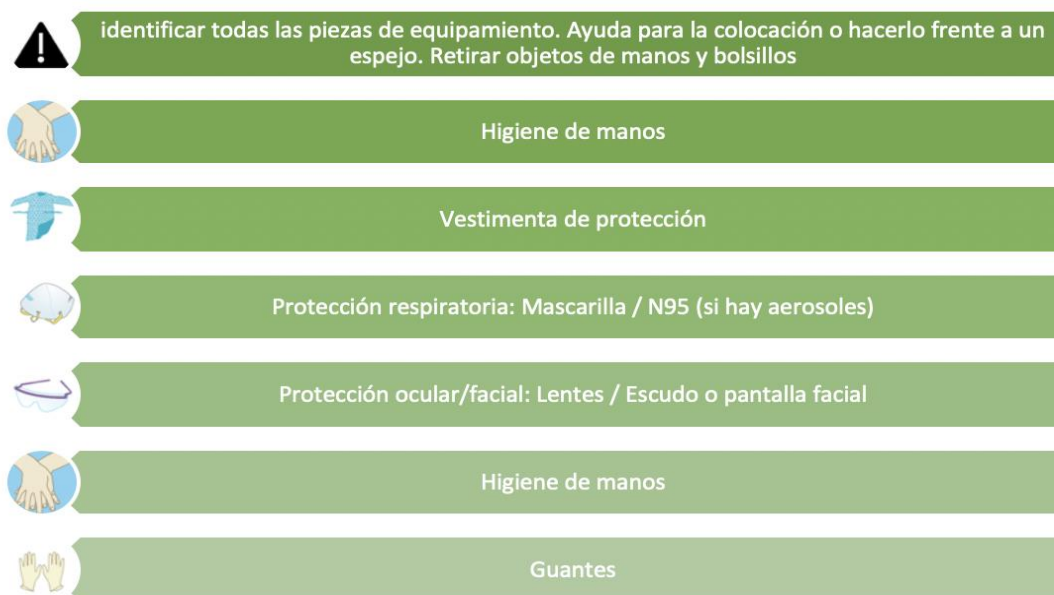 identificar todas las piezas de equipamiento. Ayuda para la colocación o hacerlo frente a un
espejo. Retirar objetos de manos y bolsillos
Higiene de manos
Vestimenta de protección
Protección respiratoria: Mascarilla / N95 (si hay aerosoles)
Protección ocular/facial: Lentes / Escudo o pantalla facial
Higiene de manos
Guantes